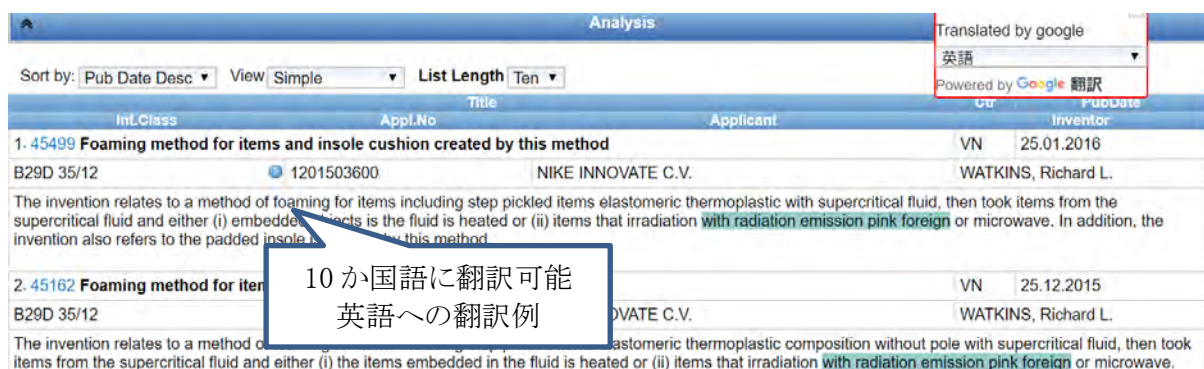 Analysis
Translated by google
英語
Powered by Google 翻訳
Sort by: Pub Date Desc View Simple List Length Ten
Title Ctr PubDate
Int.Class Appl.No Applicant Inventor
1. 45499 Foaming method for items and insole cushion created by this method VN 25.01.2016
B29D 35/12 1201503600 NIKE INNOVATE C.V. WATKINS, Richard L.
The invention relates to a method of foaming for items including step pickled items elastomeric thermoplastic with supercritical fluid, then took items from the
supercritical fluid and either (i) embedded objects is the fluid is heated or (ii) items that irradiation with radiation emission pink foreign or microwave. In addition, the
invention also refers to the padded insole by this method.
10 か国語に翻訳可能
英語への翻訳例
2. 45162 Foaming method for VN 25.12.2015
B29D 35/12 C.V. WATKINS, Richard L.
The invention relates to a method thermoplastic composition without pole with supercritical fluid, then took
items from the supercritical fluid and either (i) the items embedded in the fluid is heated or (ii) items that irradiation with radiation emission pink foreign or microwave.